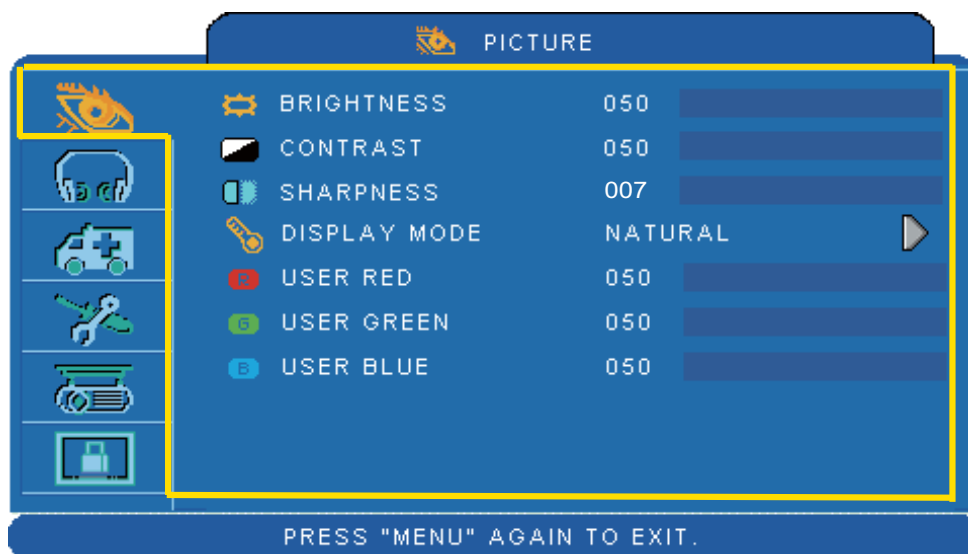 PICTURE
BRIGHTNESS 050
CONTRAST 050
SHARPNESS 007
DISPLAY MODE NATURAL
R USER RED 050
G USER GREEN 050
B USER BLUE 050
PRESS "MENU" AGAIN TO EXIT.